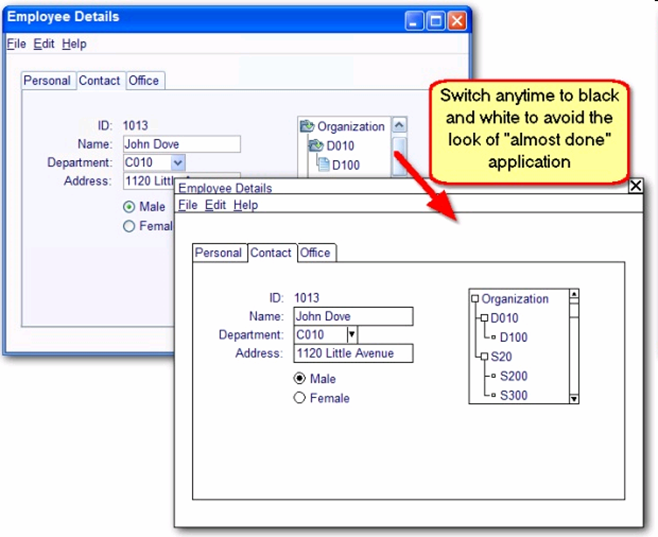 Employee Details
File Edit Help
Personal Contact Office
ID: 1013
Name: John Dove
Department: C010
Address: 1120 Little
Male
Organization
D010
D100
Switch anytime to black
and white to avoid the
look of "almost done"
application
Employee Details
File Edit Help
Personal Contact Office
ID: 1013
Name: John Dove
Department: C010
Address: 1120 Little Avenue
Male
Female
Organization
D010
D100
S20
S200
S300